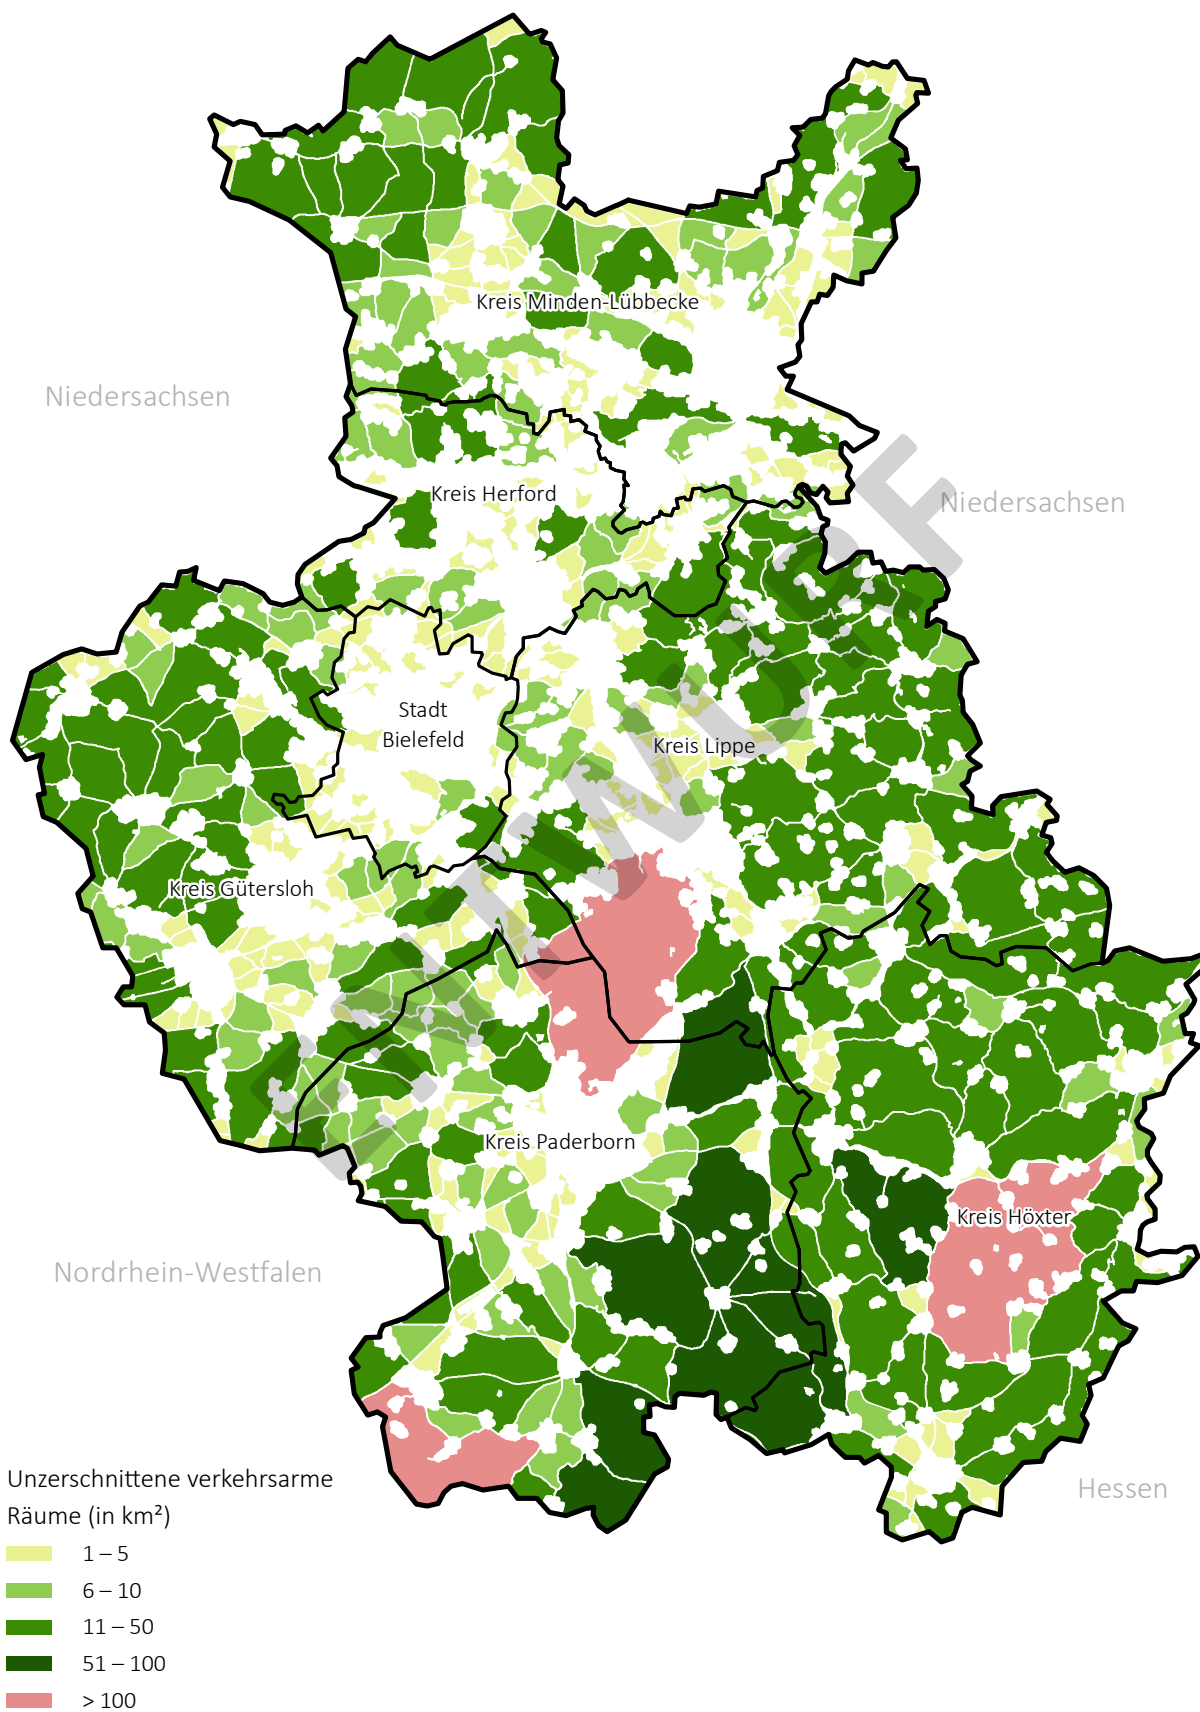 Kreis Minden-Lübbecke
Niedersachsen
Kreis Herford
Niedersachsen
Stadt
Bielefeld
Kreis Lippe
Kreis Gütersloh
ENTWURF
Kreis Paderborn
Kreis Höxter
Nordrhein-Westfalen
Hessen
Unzerschnittene verkehrsarme
Räume (in km²)
1 – 5
6 – 10
11 – 50
51 – 100
> 100